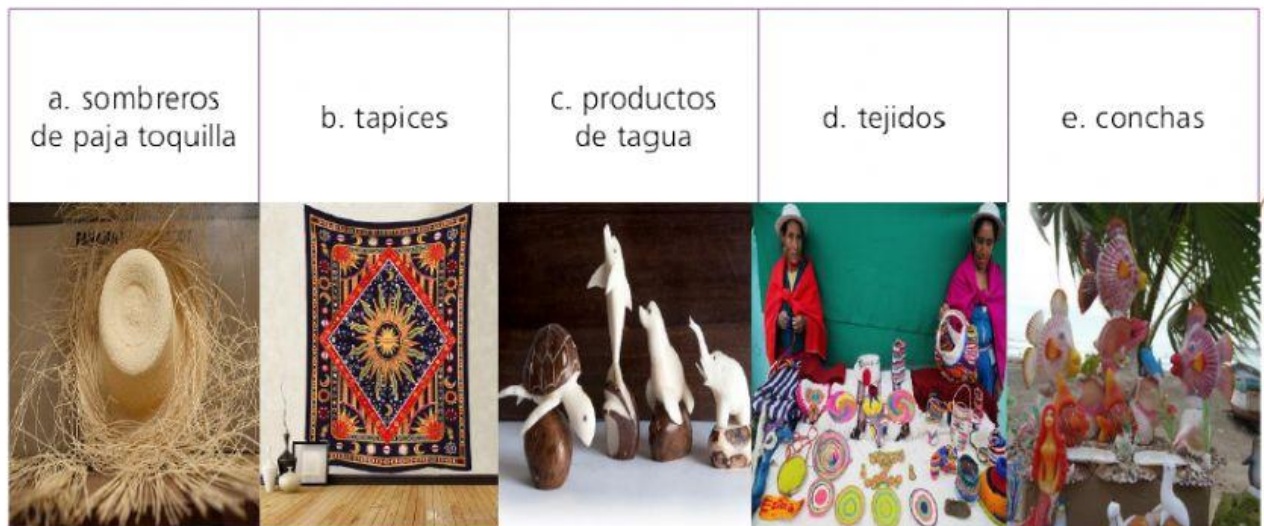 a. sombreros
de paja toquilla
b. tapices
c. productos
de tagua
d. tejidos
e. conchas